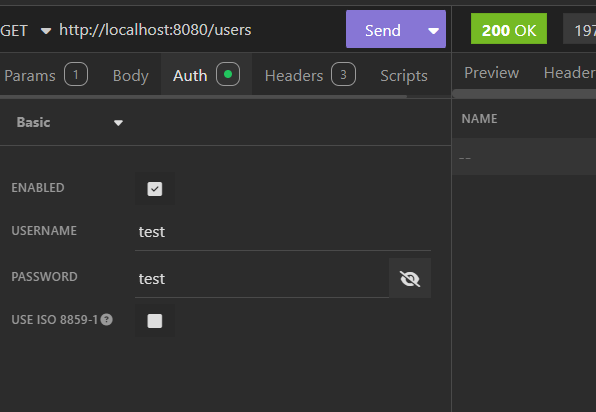 GET http://localhost:8080/users Send 200 OK 197
Params 1 Body Auth Headers 3 Scripts Preview Header
Basic NAME
--
ENABLED
USERNAME test
PASSWORD test
USE ISO 8859-1 ?